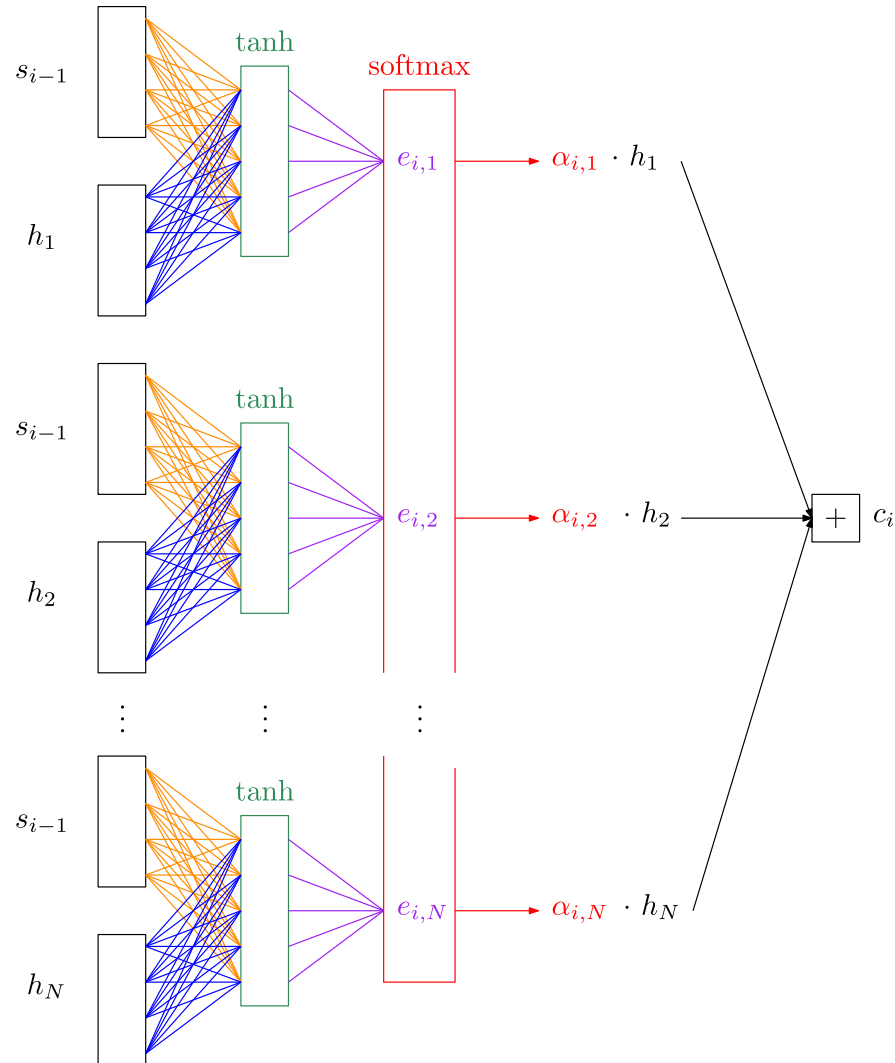 tanh
softmax
s_{i−1}
e_{i,1}
α_{i,1} · h_1
h_1
tanh
s_{i−1}
e_{i,2}
α_{i,2} · h_2
+
c_i
h_2
⋮ ⋮ ⋮
tanh
s_{i−1}
e_{i,N}
α_{i,N} · h_N
h_N